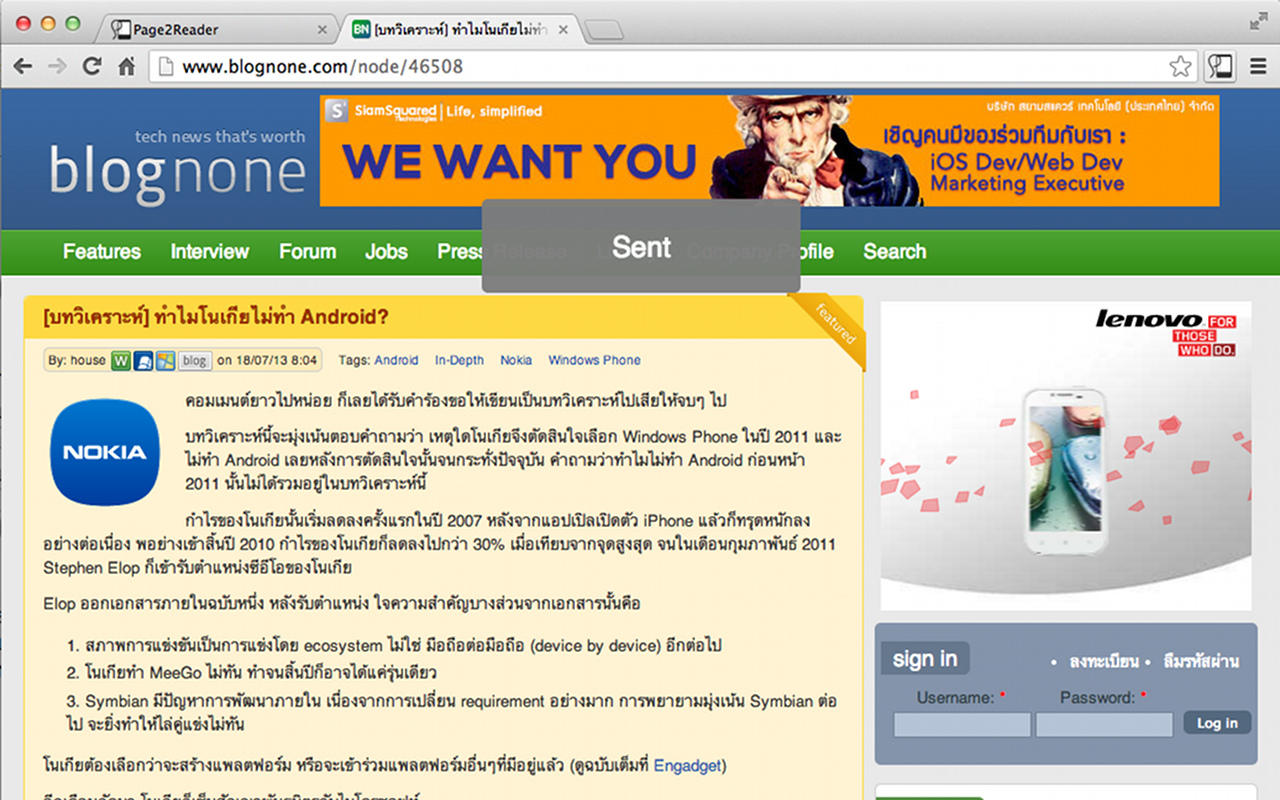 Page2Reader
BN [บทวิเคราะห์] ทำไมโนเกียไม่ทำ
www.blognone.com/node/46508
tech news that's worth
blognone
SiamSquared Technologies | Life, simplified
บริษัท สยามสแควร์ เทคโนโลยี (ประเทศไทย) จำกัด
WE WANT YOU
เชิญคนมีของร่วมทีมกับเรา :
iOS Dev/Web Dev
Marketing Executive
Features Interview Forum Jobs Press Release Company Profile Search
Sent
[บทวิเคราะห์] ทำไมโนเกียไม่ทำ Android?
featured
By: house W blog on 18/07/13 8:04 Tags: Android In-Depth Nokia Windows Phone
NOKIA
คอมเมนต์ยาวไปหน่อย ก็เลยได้รับคำร้องขอให้เขียนเป็นบทวิเคราะห์ไปเสียให้จบๆ ไป
บทวิเคราะห์นี้จะมุ่งเน้นตอบคำถามว่า เหตุใดโนเกียจึงตัดสินใจเลือก Windows Phone ในปี 2011 และ
ไม่ทำ Android เลยหลังการตัดสินใจนั้นจนกระทั่งปัจจุบัน คำถามว่าทำไมไม่ทำ Android ก่อนหน้า
2011 นั้นไม่ได้รวมอยู่ในบทวิเคราะห์นี้
กำไรของโนเกียนั้นเริ่มลดลงครั้งแรกในปี 2007 หลังจากแอปเปิลเปิดตัว iPhone แล้วก็ทรุดหนักลง
อย่างต่อเนื่อง พอย่างเข้าสิ้นปี 2010 กำไรของโนเกียก็ลดลงไปกว่า 30% เมื่อเทียบจากจุดสูงสุด จนในเดือนกุมภาพันธ์ 2011
Stephen Elop ก็เข้ารับตำแหน่งซีอีโอของโนเกีย
Elop ออกเอกสารภายในฉบับหนึ่ง หลังรับตำแหน่ง ใจความสำคัญบางส่วนจากเอกสารนั้นคือ
1. สภาพการแข่งขันเป็นการแข่งโดย ecosystem ไม่ใช่ มือถือต่อมือถือ (device by device) อีกต่อไป
2. โนเกียทำ MeeGo ไม่ทัน ทำจนสิ้นปีก็อาจได้แค่รุ่นเดียว
3. Symbian มีปัญหาการพัฒนาภายใน เนื่องจากการเปลี่ยน requirement อย่างมาก การพยายามมุ่งเน้น Symbian ต่อ
ไป จะยิ่งทำให้ไล่คู่แข่งไม่ทัน
โนเกียต้องเลือกว่าจะสร้างแพลตฟอร์ม หรือจะเข้าร่วมแพลตฟอร์มอื่นๆที่มีอยู่แล้ว (ดูฉบับเต็มที่ Engadget)
lenovo FOR
THOSE
WHO DO.
sign in
• ลงทะเบียน • ลืมรหัสผ่าน
Username: * Password: *
Log in